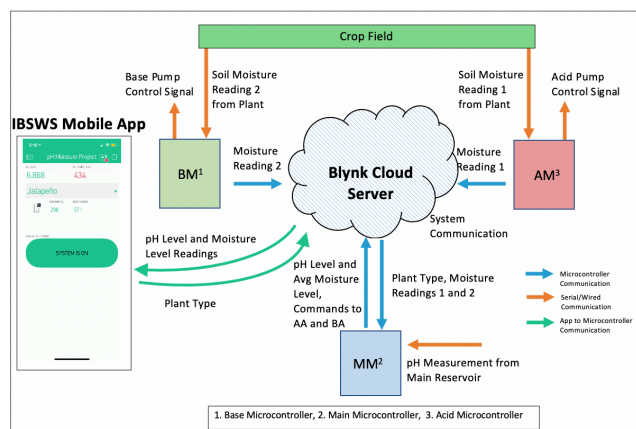 Crop Field
Base Pump
Control Signal
Soil Moisture
Reading 2
from Plant
Soil Moisture
Reading 1
from Plant
Acid Pump
Control Signal
IBSWS Mobile App
pH Moisture Project
6.868
434
Jalapeño
298
571
SYSTEM IS ON
BM1
Moisture
Reading 2
Blynk Cloud
Server
Moisture
Reading 1
AM3
System
Communication
pH Level and Moisture
Level Readings
Plant Type
pH Level and
Avg Moisture
Level,
Commands to
AA and BA
Plant Type, Moisture
Readings 1 and 2
MM2
pH Measurement from
Main Reservoir
Microcontroller
Communication
Serial/Wired
Communication
App to Microcontroller
Communication
1. Base Microcontroller, 2. Main Microcontroller, 3. Acid Microcontroller